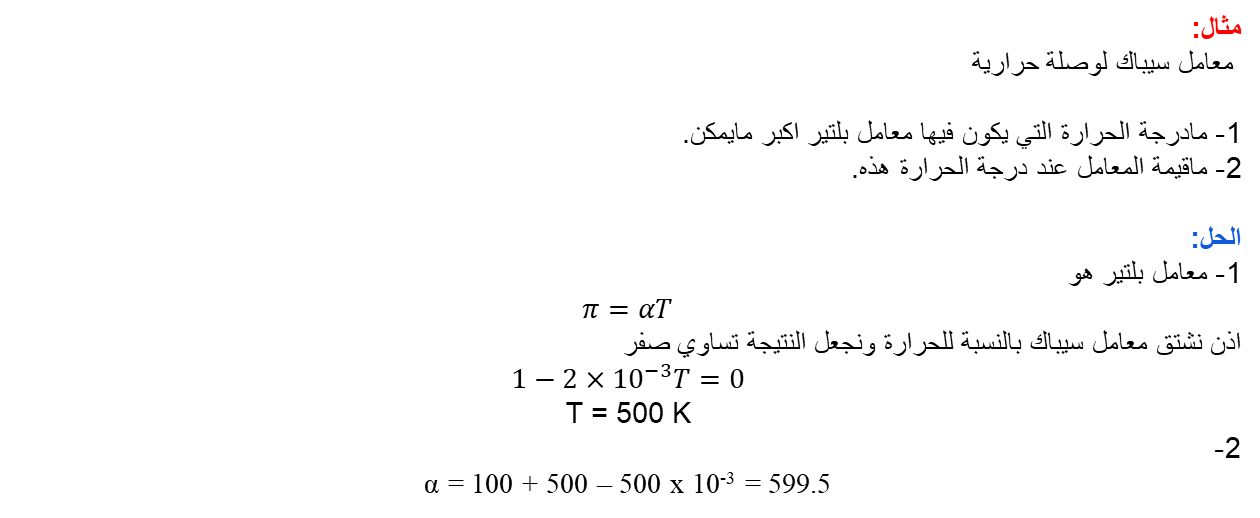 مثال:
معامل سيباك لوصلة حرارية
1- مادرجة الحرارة التي يكون فيها معامل بلتير اكبر مايمكن.
2- ماقيمة المعامل عند درجة الحرارة هذه.
الحل:
1- معامل بلتير هو
π = αT
اذن نشتق معامل سيباك بالنسبة للحرارة ونجعل النتيجة تساوي صفر
1 − 2 × 10⁻³T = 0
T = 500 K
2-
α = 100 + 500 – 500 x 10⁻³ = 599.5